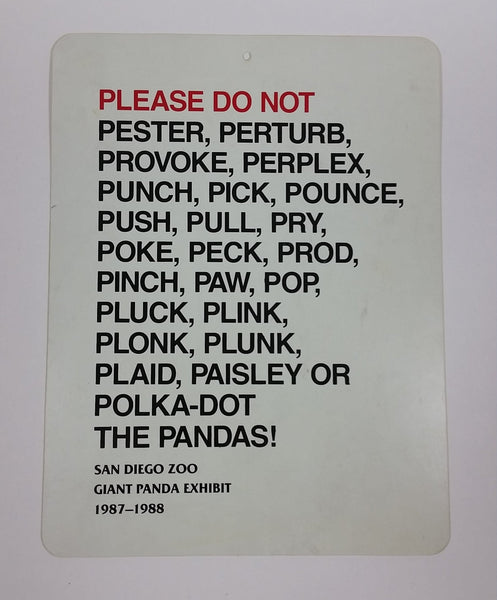 PLEASE DO NOT
PESTER, PERTURB,
PROVOKE, PERPLEX,
PUNCH, PICK, POUNCE,
PUSH, PULL, PRY,
POKE, PECK, PROD,
PINCH, PAW, POP,
PLUCK, PLINK,
PLONK, PLUNK,
PLAID, PAISLEY OR
POLKA-DOT
THE PANDAS!
SAN DIEGO ZOO
GIANT PANDA EXHIBIT
1987–1988